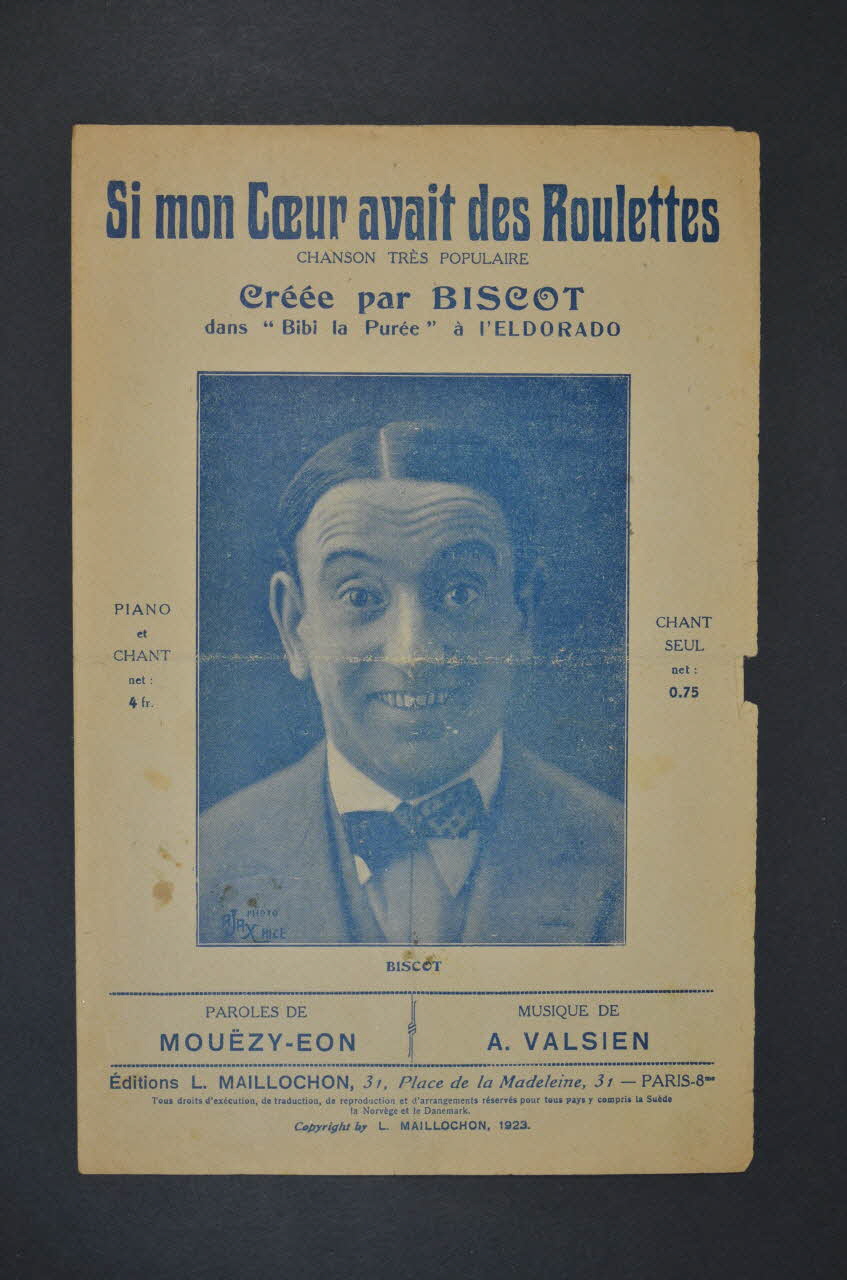 Si mon Cœur avait des Roulettes
CHANSON TRÈS POPULAIRE
Créée par BISCOT
dans “ Bibi la Purée ” à l'ELDORADO
PIANO
et
CHANT
net :
4 fr.
CHANT
SEUL
net :
0.75
PHOTO
AJAX NICE
BISCOT
PAROLES DE
MOUËZY-EON
MUSIQUE DE
A. VALSIEN
Éditions L. MAILLOCHON, 31, Place de la Madeleine, 31 — PARIS-8me
Tous droits d'exécution, de traduction, de reproduction et d'arrangements réservés pour tous pays y compris la Suède
la Norvège et le Danemark.
Copyright by L. MAILLOCHON, 1923.